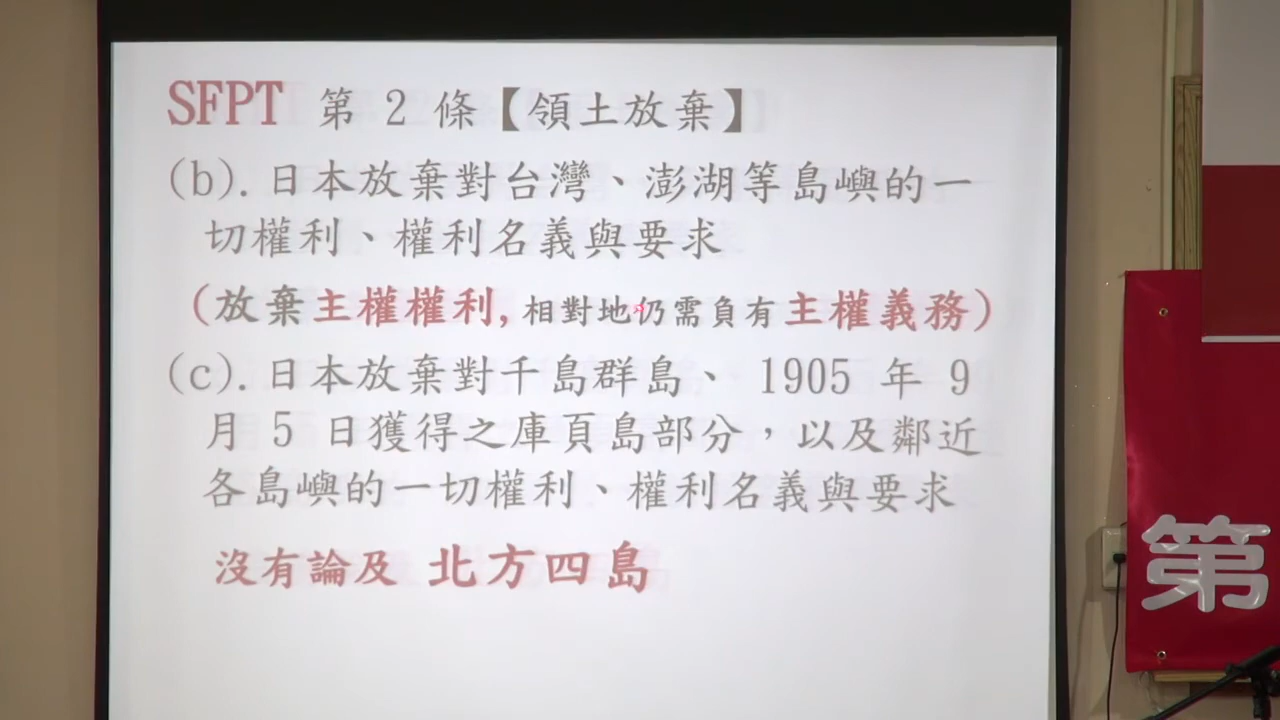 SFPT 第 2 條【領土放棄】
(b). 日本放棄對台灣、澎湖等島嶼的一
切權利、權利名義與要求
(放棄主權權利, 相對地仍需負有主權義務)
(c). 日本放棄對千島群島、 1905 年 9
月 5 日獲得之庫頁島部分，以及鄰近
各島嶼的一切權利、權利名義與要求
沒有論及 北方四島
第